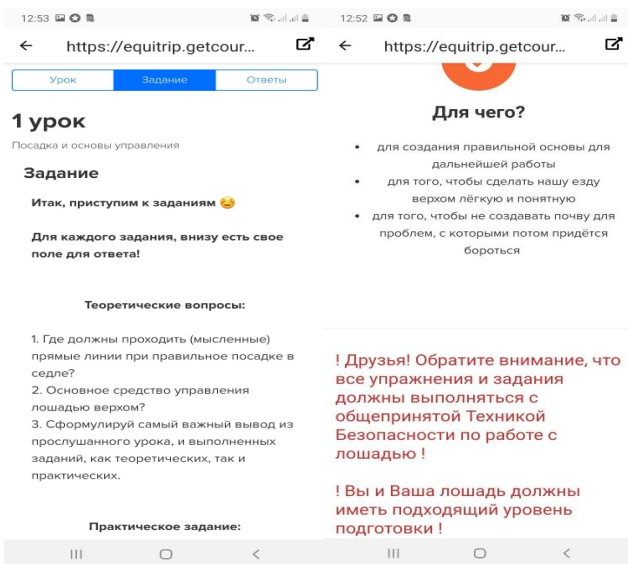 12:53
https://equitrip.getcour...
Урок
Задание
Ответы
1 урок
Посадка и основы управления
Задание
Итак, приступим к заданиям 😊
Для каждого задания, внизу есть свое
поле для ответа!
Теоретические вопросы:
1. Где должны проходить (мысленные)
прямые линии при правильное посадке в
седле?
2. Основное средство управления
лошадью верхом?
3. Сформулируй самый важный вывод из
прослушанного урока, и выполненных
заданий, как теоретических, так и
практических.
Практическое задание:
12:52
https://equitrip.getcour...
Для чего?
• для создания правильной основы для
дальнейшей работы
• для того, чтобы сделать нашу езду
верхом лёгкую и понятную
• для того, чтобы не создавать почву для
проблем, с которыми потом придётся
бороться
! Друзья! Обратите внимание, что
все упражнения и задания
должны выполняться с
общепринятой Техникой
Безопасности по работе с
лошадью !
! Вы и Ваша лошадь должны
иметь подходящий уровень
подготовки !